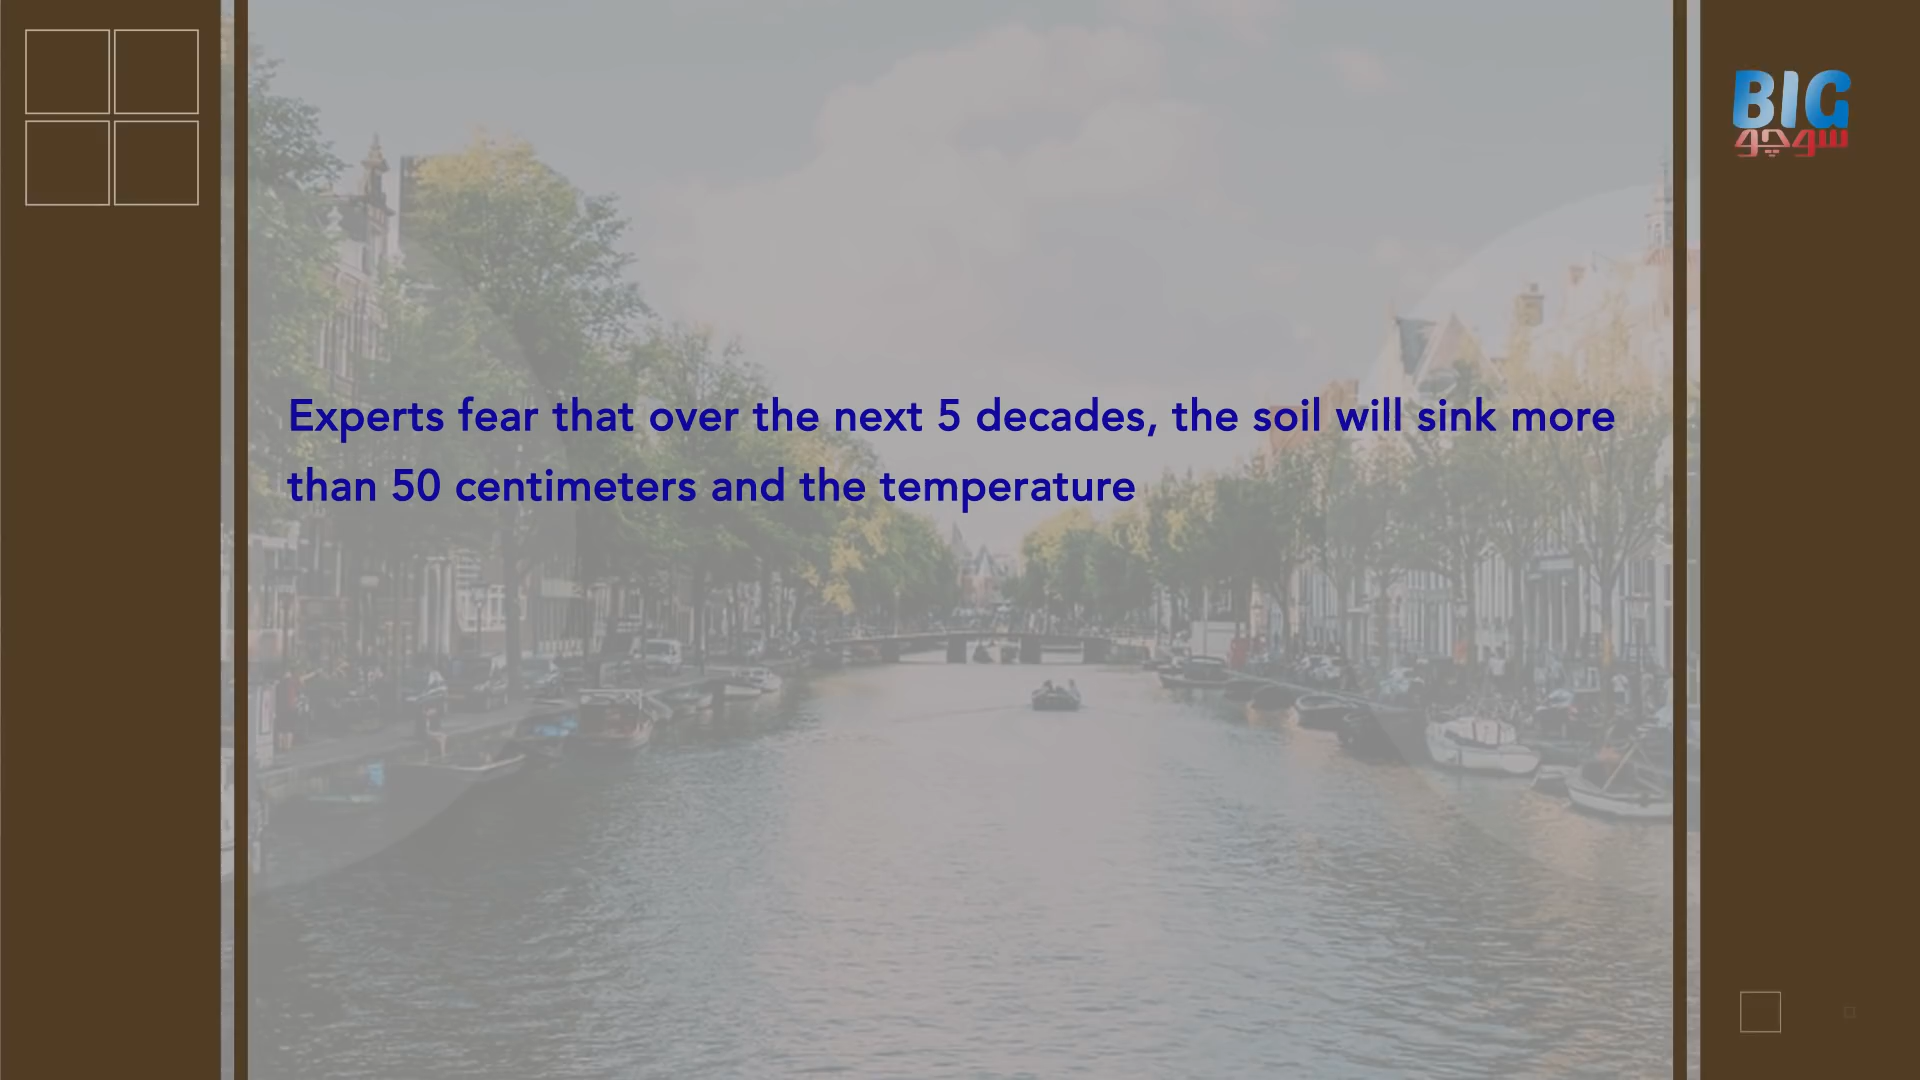 BIG
سوچو
Experts fear that over the next 5 decades, the soil will sink more
than 50 centimeters and the temperature